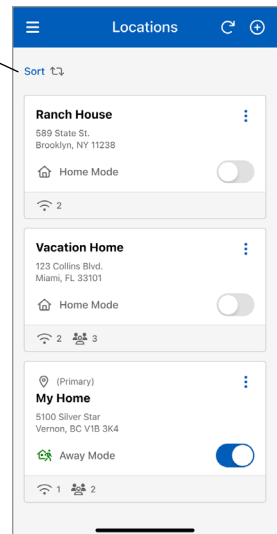 Locations
Sort
Ranch House
589 State St.
Brooklyn, NY 11238
Home Mode
2
Vacation Home
123 Collins Blvd.
Miami, FL 33101
Home Mode
2 3
(Primary)
My Home
5100 Silver Star
Vernon, BC V1B 3K4
Away Mode
1 2